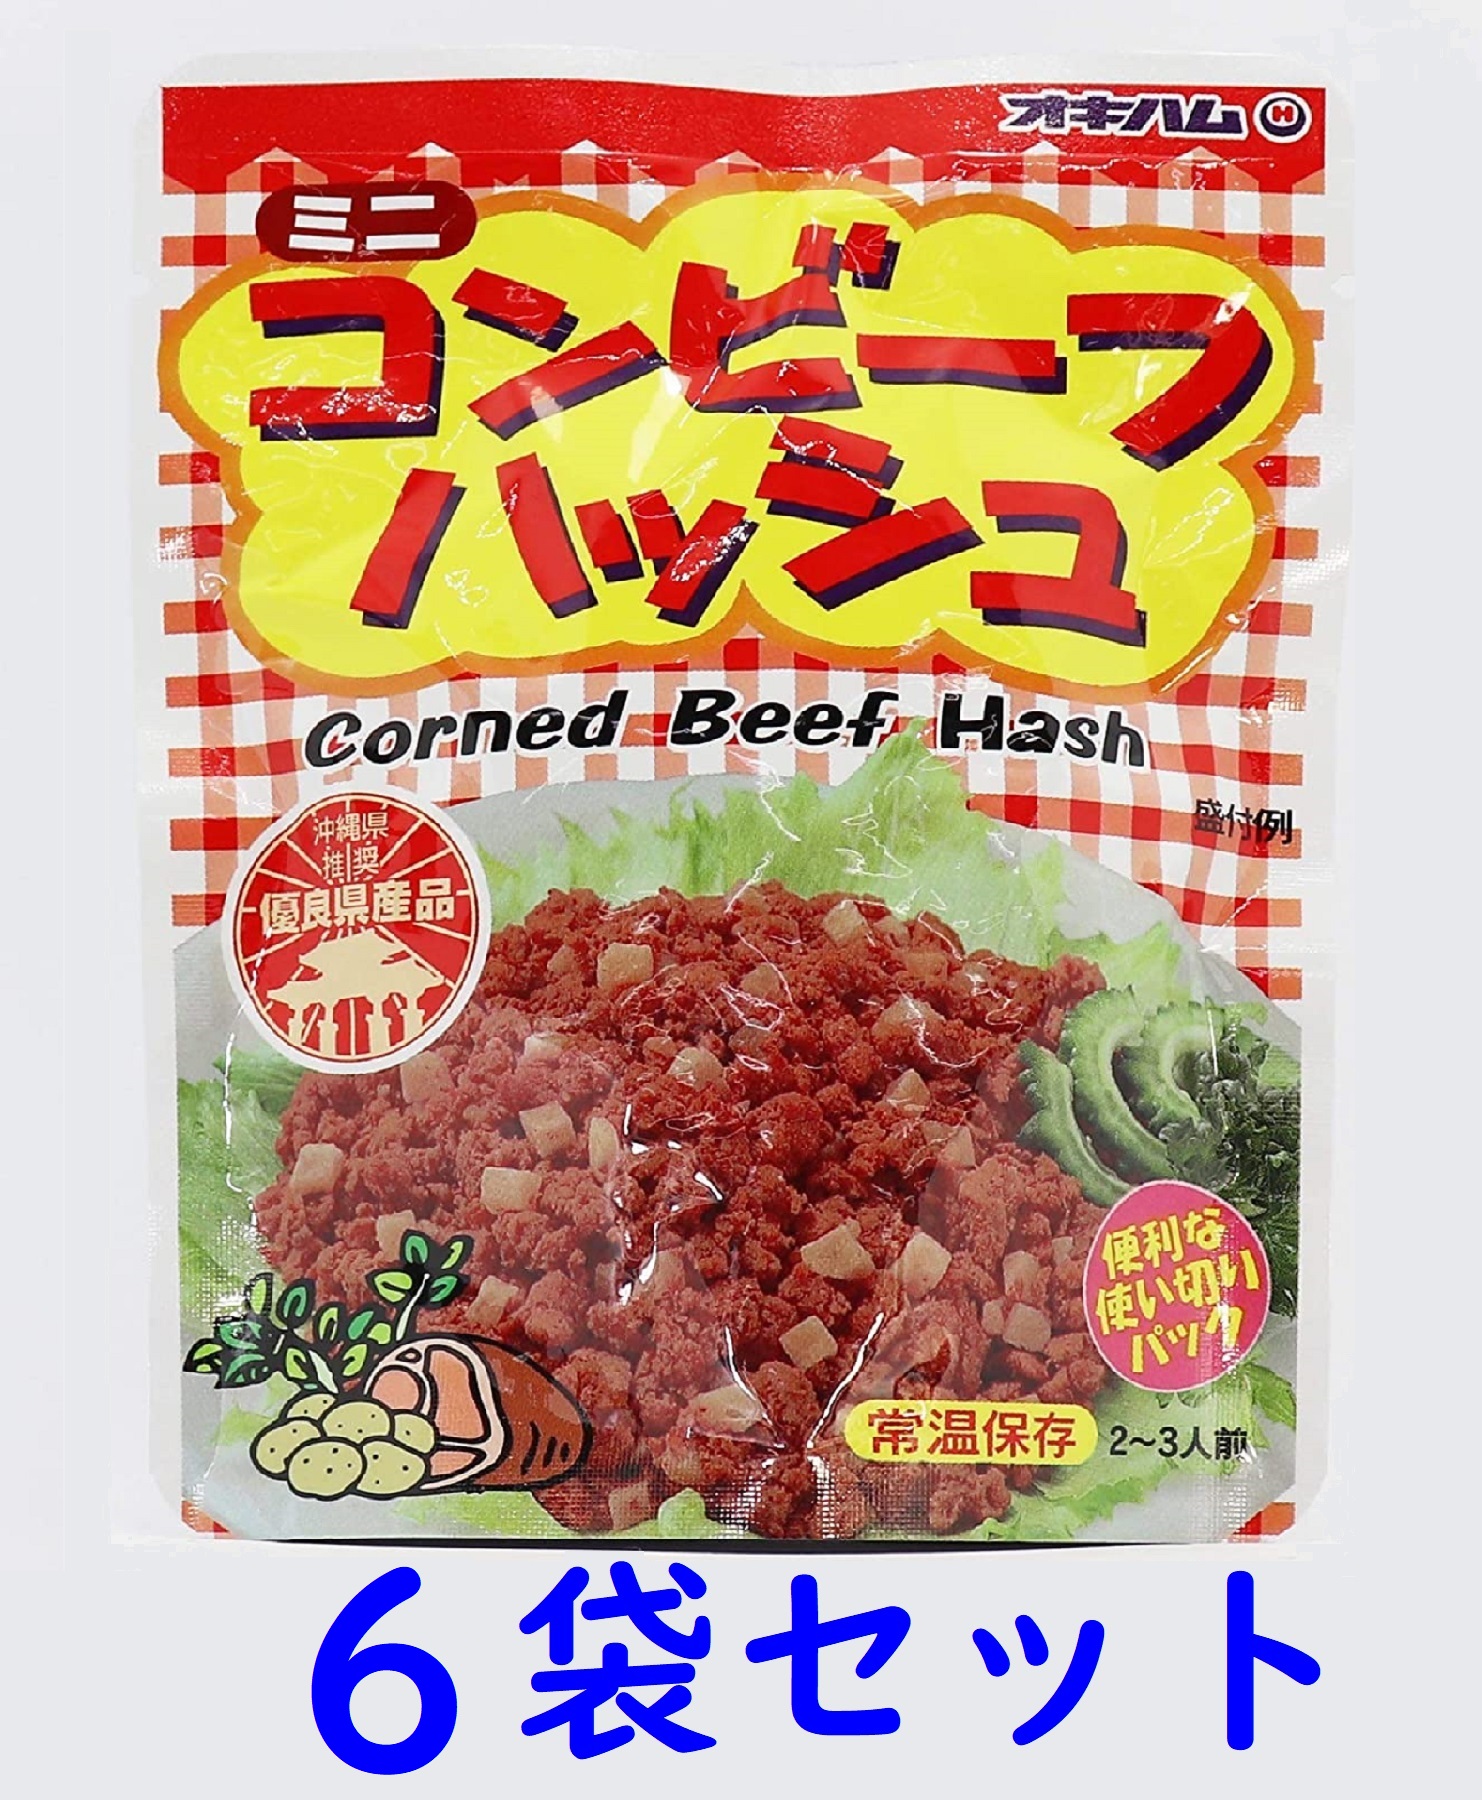 オキハム
ミニ
コンビーフ
ハッシュ
Corned Beef Hash
盛付例
沖縄県
推奨
優良県産品
便利な
使い切り
パック
常温保存
2～3人前
6袋セット